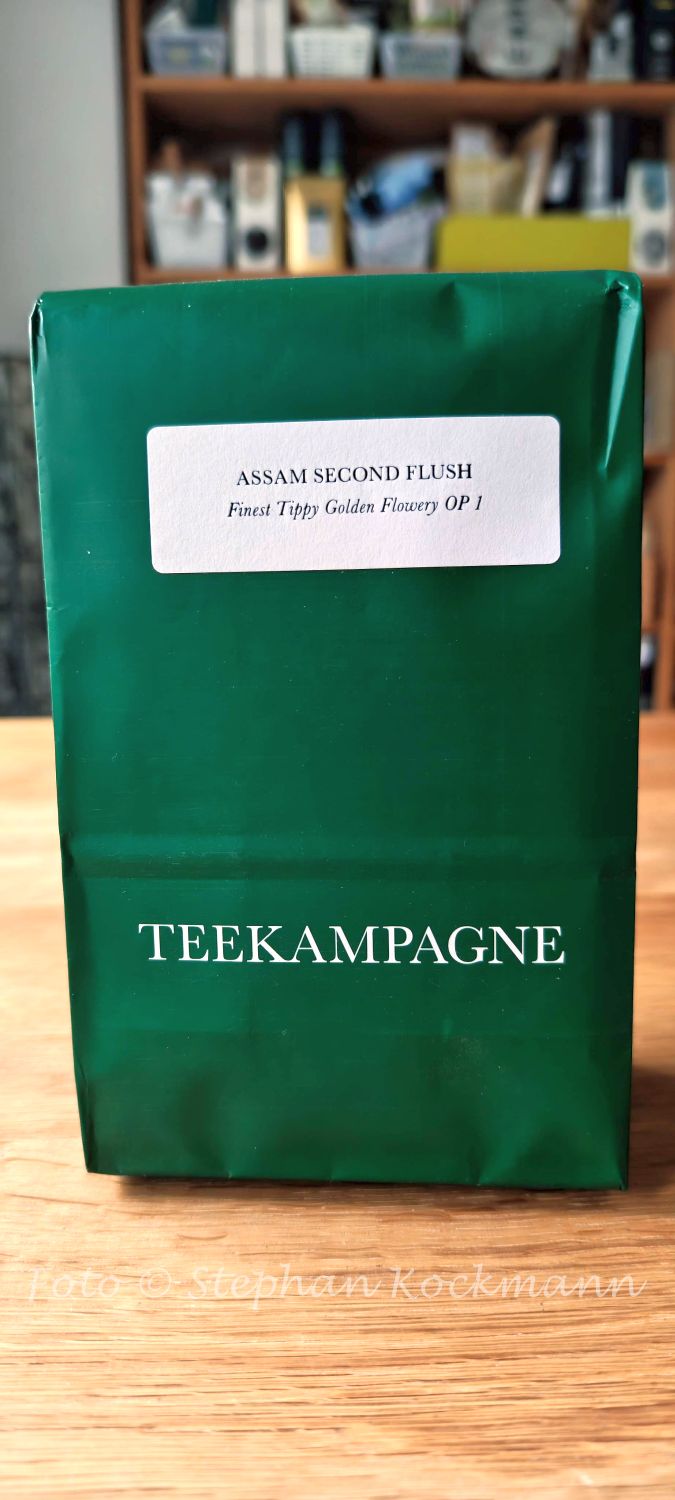 ASSAM SECOND FLUSH
Finest Tippy Golden Flowery OP 1
TEEKAMPAGNE
Foto © Stephan Kockmann